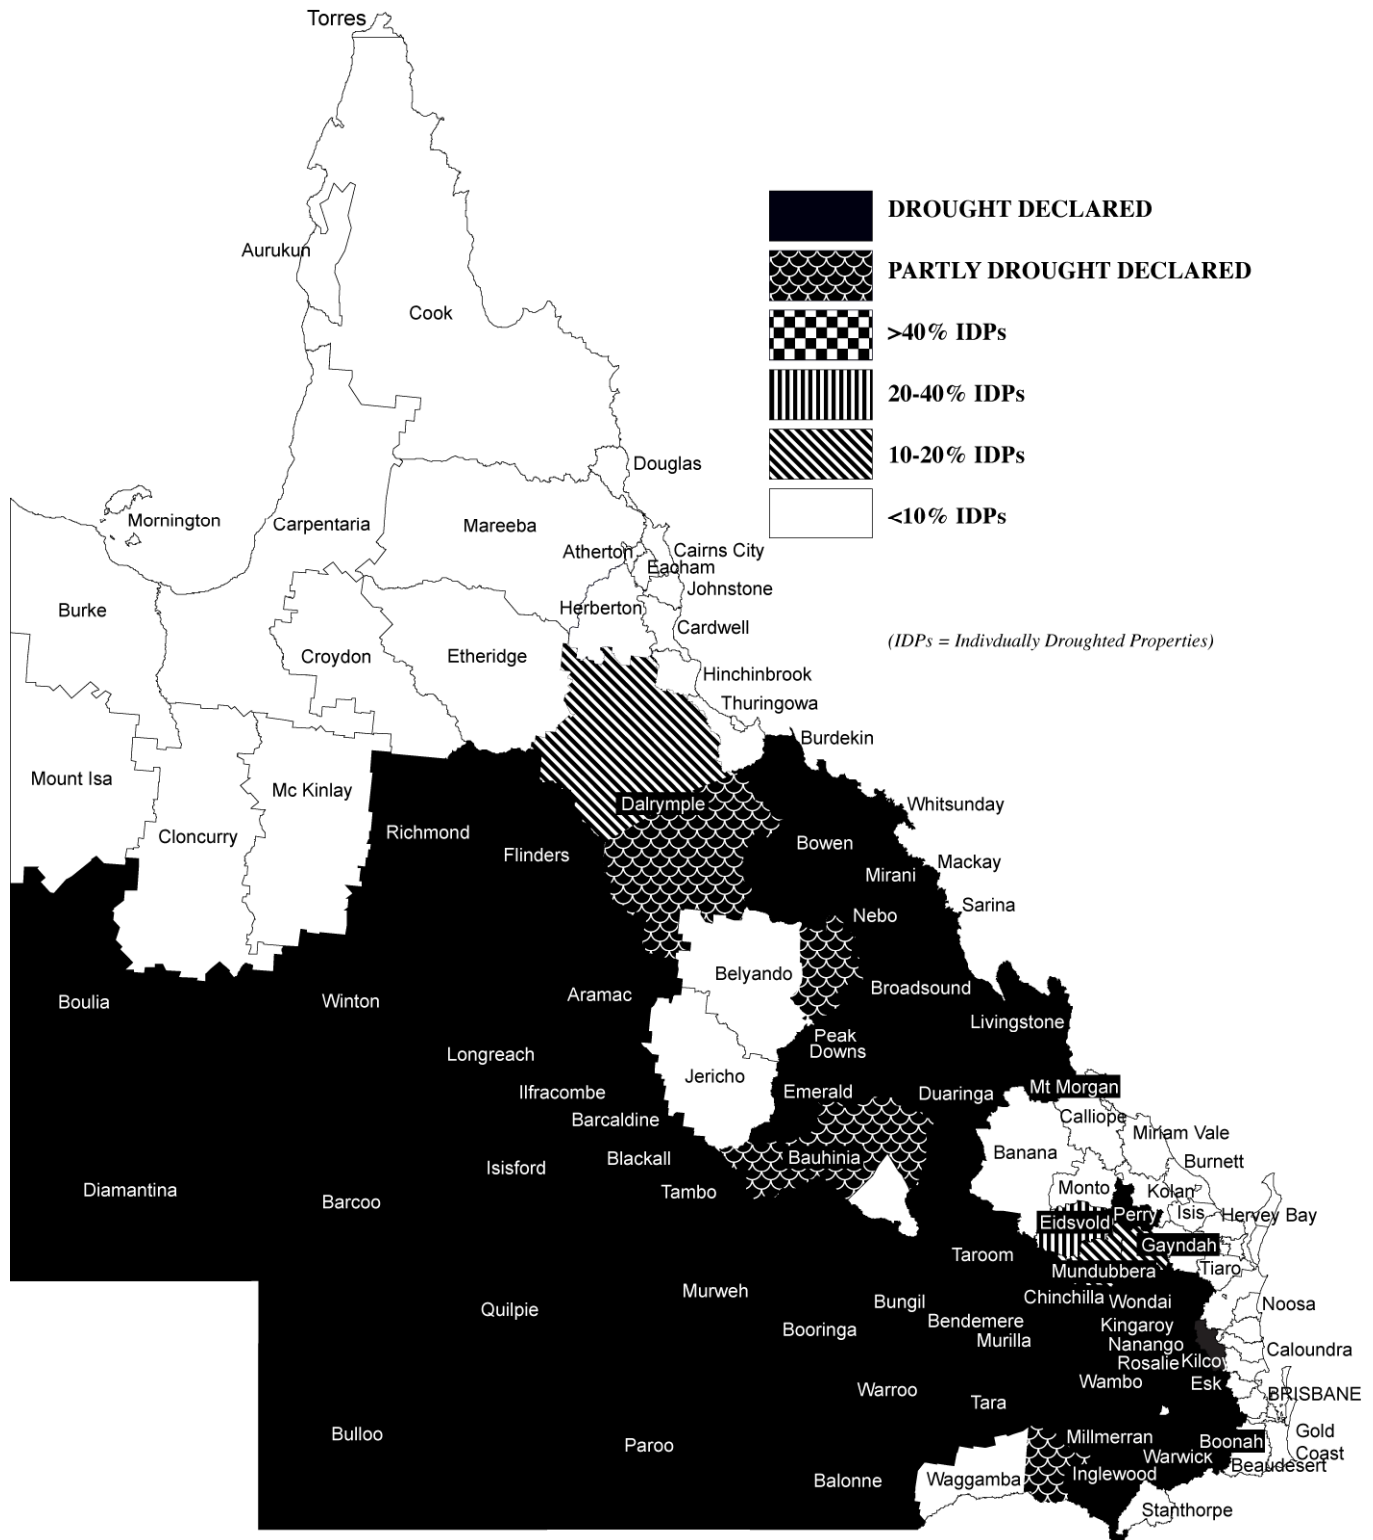 Torres
DROUGHT DECLARED
Aurukun
PARTLY DROUGHT DECLARED
Cook
>40% IDPs
20-40% IDPs
10-20% IDPs
Douglas
<10% IDPs
Mornington
Carpentaria
Mareeba
Atherton
Cairns City
Eacham
Johnstone
Burke
Herberton
Cardwell
(IDPs = Indivdually Droughted Properties)
Croydon
Etheridge
Hinchinbrook
Thuringowa
Burdekin
Mount Isa
Mc Kinlay
Dalrymple
Whitsunday
Cloncurry
Richmond
Flinders
Bowen
Mackay
Mirani
Sarina
Nebo
Belyando
Broadsound
Boulia
Winton
Aramac
Livingstone
Peak
Downs
Longreach
Jericho
Ilfracombe
Emerald
Duaringa
Mt Morgan
Barcaldine
Calliope
Miriam Vale
Isisford
Blackall
Bauhinia
Banana
Burnett
Diamantina
Barcoo
Tambo
Monto
Kolan
Eidsvold
Perry
Isis
Hervey Bay
Gayndah
Taroom
Mundubbera
Tiaro
Quilpie
Murweh
Bungil
Chinchilla
Wondai
Noosa
Booringa
Bendemere
Murilla
Kingaroy
Nanango
Rosalie
Kilcoy
Caloundra
Warroo
Wambo
Esk
BRISBANE
Tara
Bulloo
Paroo
Millmerran
Boonah
Gold
Coast
Warwick
Beaudesert
Balonne
Waggamba
Inglewood
Stanthorpe